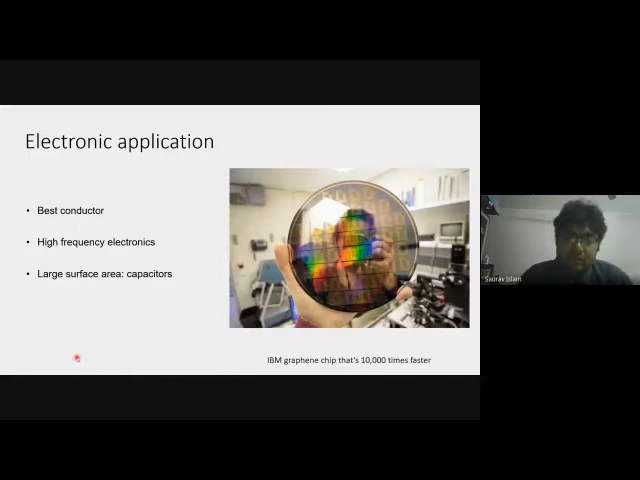 Electronic application
• Best conductor
• High frequency electronics
• Large surface area: capacitors
IBM graphene chip that's 10,000 times faster
Saurav Islam